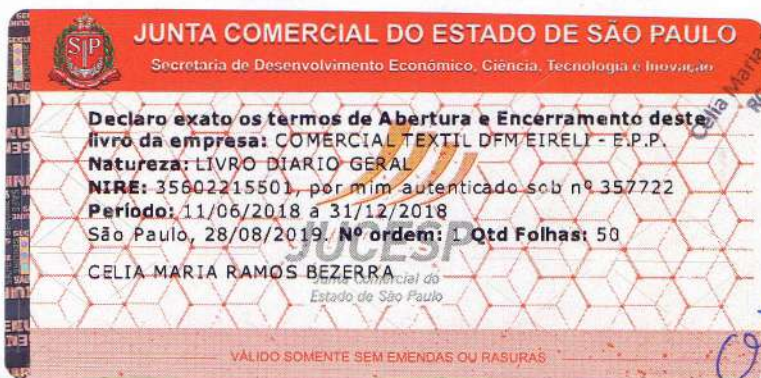 JUNTA COMERCIAL DO ESTADO DE SÃO PAULO
Secretaria de Desenvolvimento Econômico, Ciência, Tecnologia e Inovação
Celia Maria
Declaro exato os termos de Abertura e Encerramento deste
livro da empresa: COMERCIAL TEXTIL DFM EIRELI - E.P.P.
Natureza: LIVRO DIARIO GERAL
NIRE: 35602215501, por mim autenticado sob nº 357722
Período: 11/06/2018 a 31/12/2018
São Paulo, 28/08/2019. Nº ordem: 1 Qtd Folhas: 50
JUCESP
CELIA MARIA RAMOS BEZERRA
Junta Comercial do
Estado de São Paulo
VÁLIDO SOMENTE SEM EMENDAS OU RASURAS